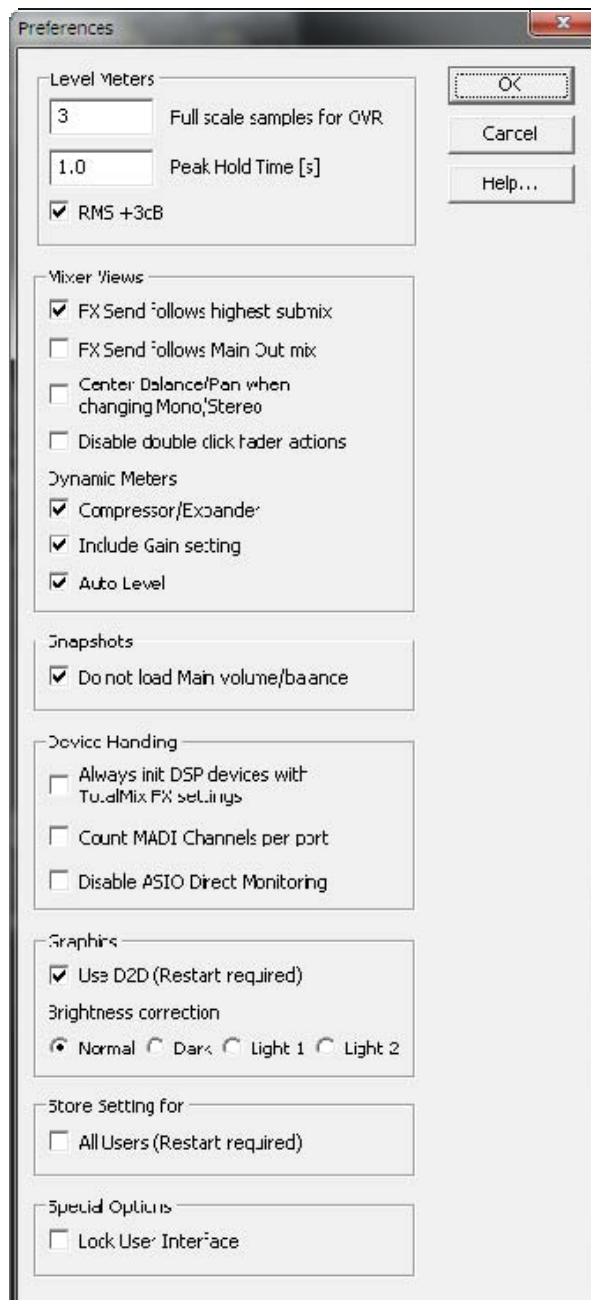 Preferences
Level Meters
3 Full scale samples for OVR
1.0 Peak Hold Time [s]
RMS +3dB
OK
Cancel
Help...
Mixer Views
FX Send follows highest submix
FX Send follows Main Out mix
Center Balance/Pan when
changing Mono/Stereo
Disable double click fader actions
Dynamic Meters
Compressor/Expander
Include Gain setting
Auto Level
Snapshots
Do not load Main volume/balance
Device Handling
Always init DSP devices with
TotalMix FX settings
Count MADI Channels per port
Disable ASIO Direct Monitoring
Graphics
Use D2D (Restart required)
Brightness correction
Normal Dark Light 1 Light 2
Store Setting for
All Users (Restart required)
Special Options
Lock User Interface